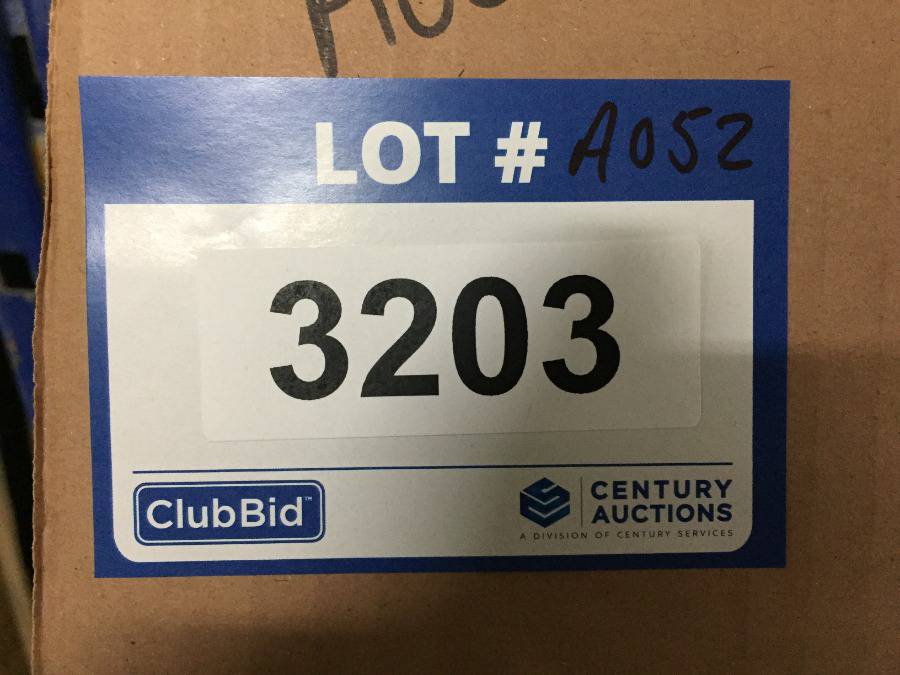 LOT # A052
3203
ClubBid™
CENTURY
AUCTIONS
A DIVISION OF CENTURY SERVICES